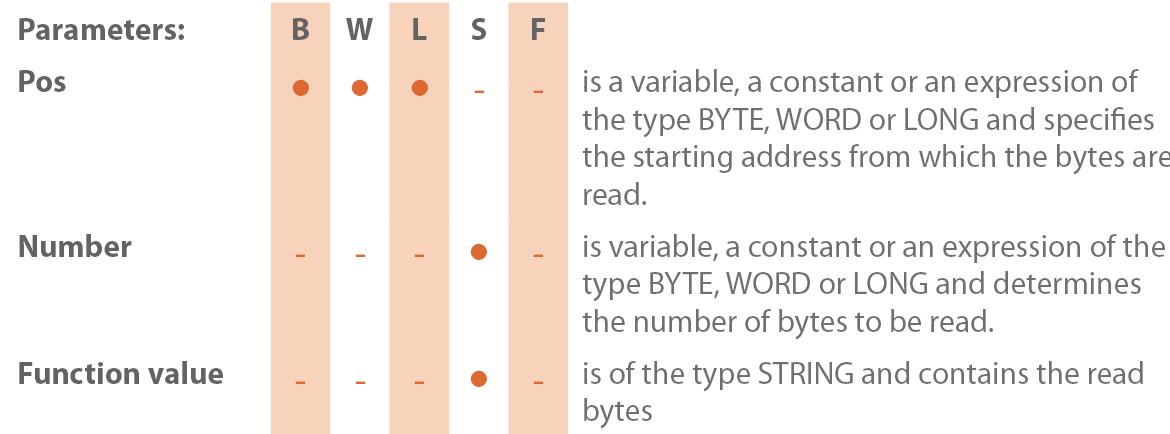 Parameters: B W L S F
Pos ● ● ● - - is a variable, a constant or an expression of
the type BYTE, WORD or LONG and specifies
the starting address from which the bytes are
read.
Number - - - ● - is variable, a constant or an expression of the
type BYTE, WORD or LONG and determines
the number of bytes to be read.
Function value - - - ● - is of the type STRING and contains the read
bytes